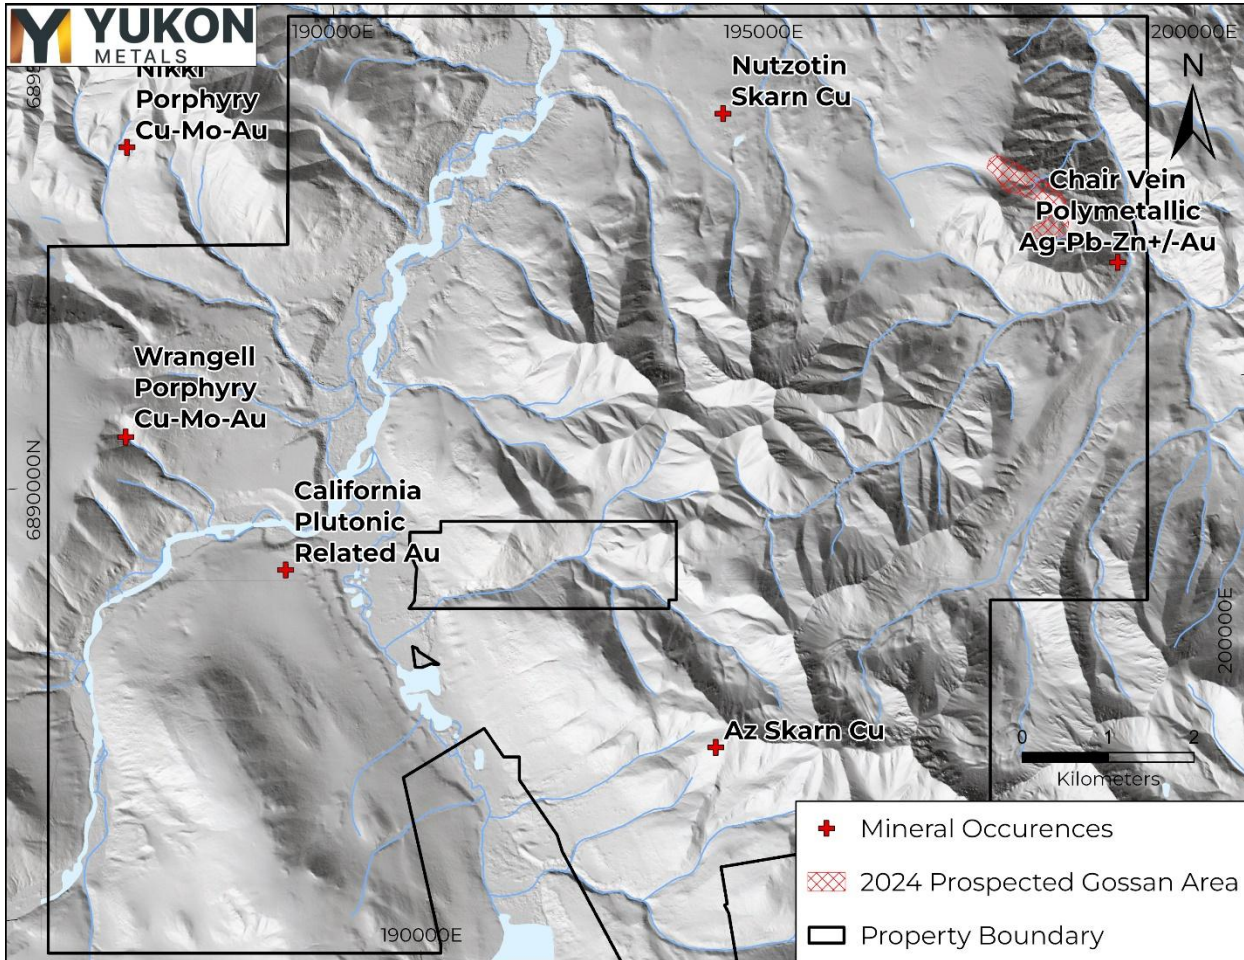 YUKON
METALS
190000E
195000E
200000E
N
Nikki
Porphyry
Cu-Mo-Au
Nutzotin
Skarn Cu
Chair Vein
Polymetallic
Ag-Pb-Zn+/-Au
Wrangell
Porphyry
Cu-Mo-Au
6890000N
California
Plutonic
Related Au
200000E
Az Skarn Cu
0 1 2
Kilometers
190000E
Mineral Occurences
2024 Prospected Gossan Area
Property Boundary